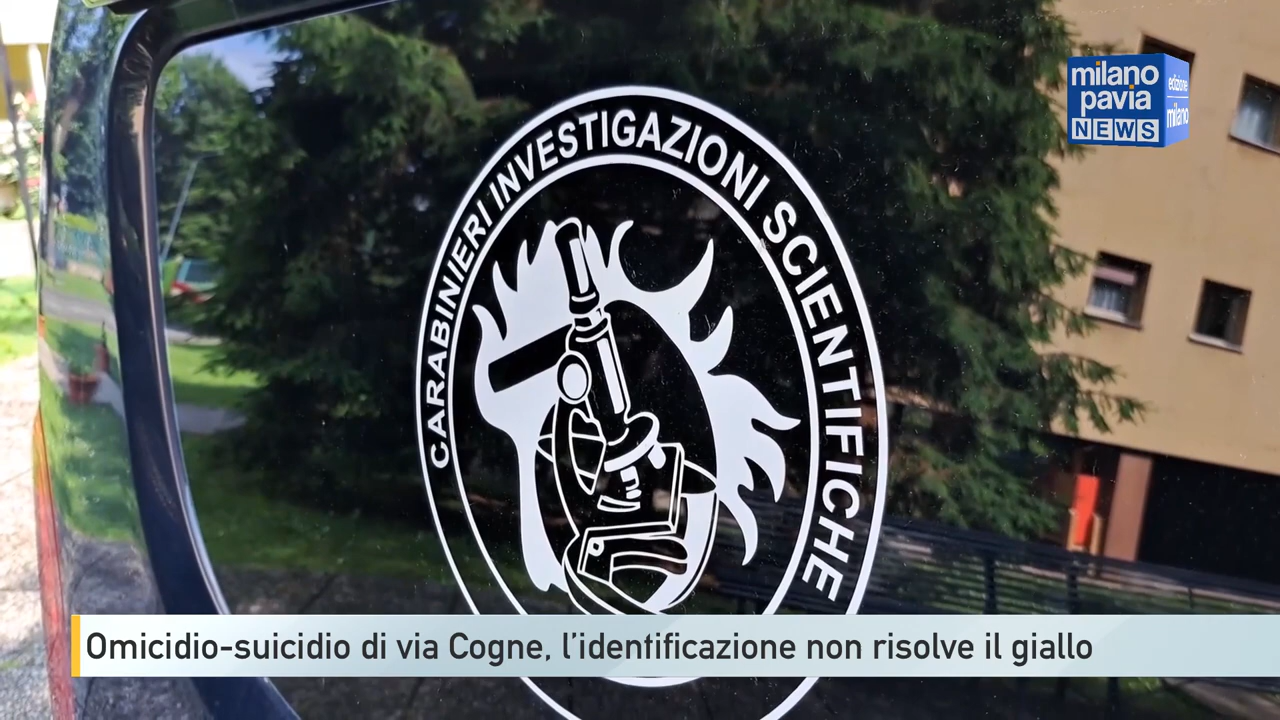 milano
pavia
NEWS
edizione
milano
CARABINIERI INVESTIGAZIONI SCIENTIFICHE
Omicidio-suicidio di via Cogne, l’identificazione non risolve il giallo